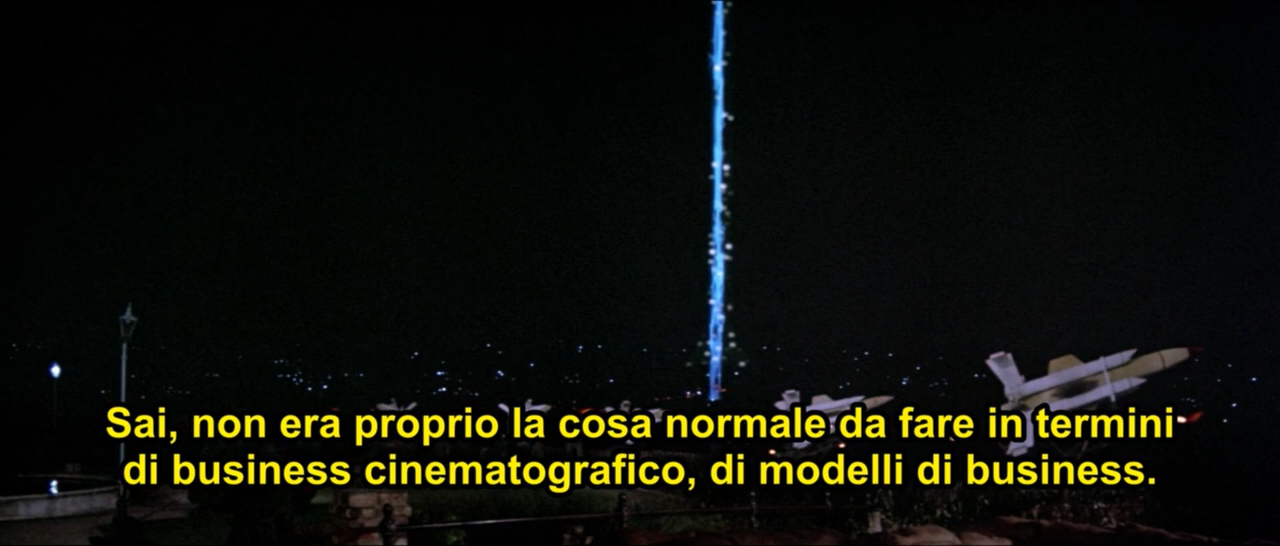 Sai, non era proprio la cosa normale da fare in termini
di business cinematografico, di modelli di business.